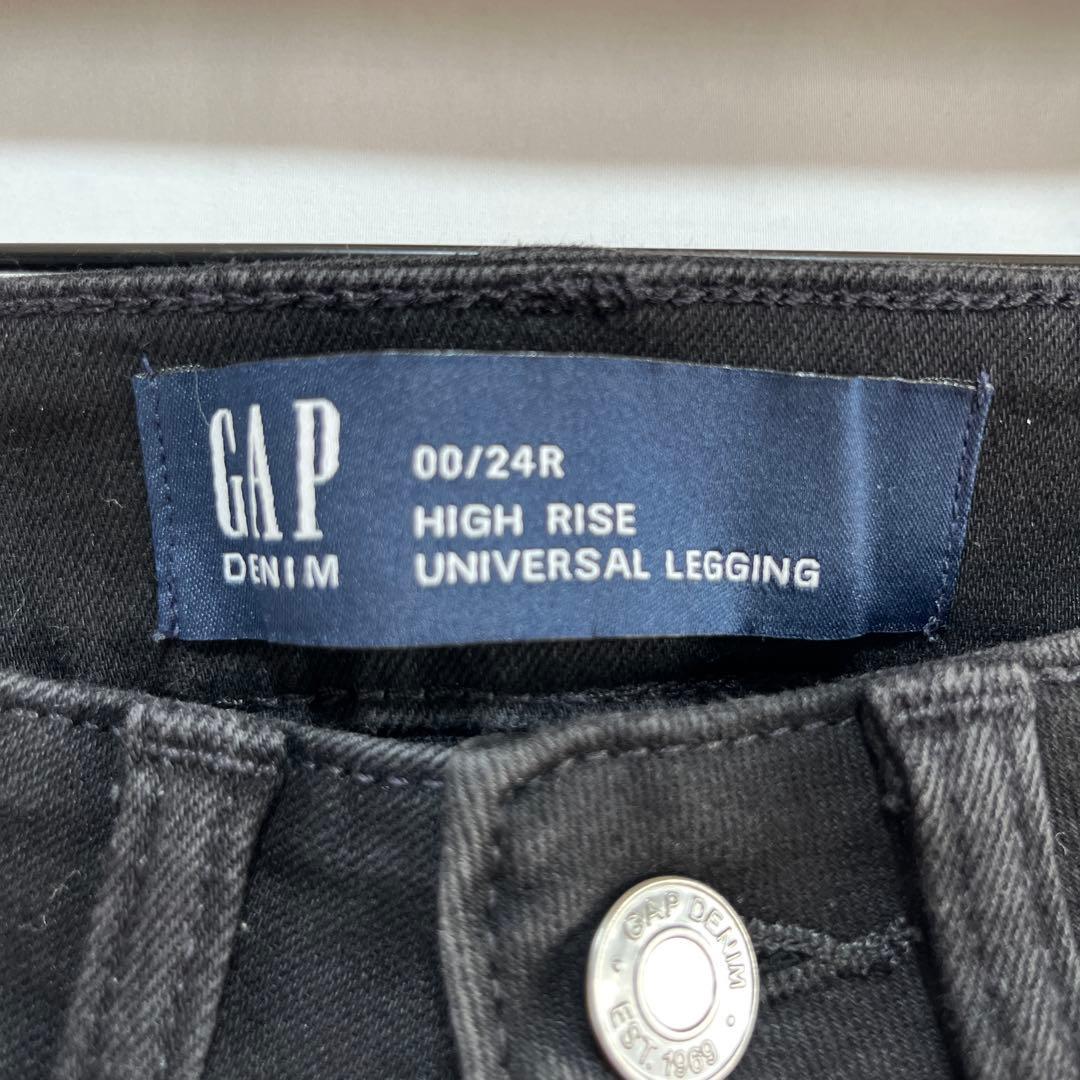 GAP
DENIM
00/24R
HIGH RISE
UNIVERSAL LEGGING
GAP DENIM
EST. 1969